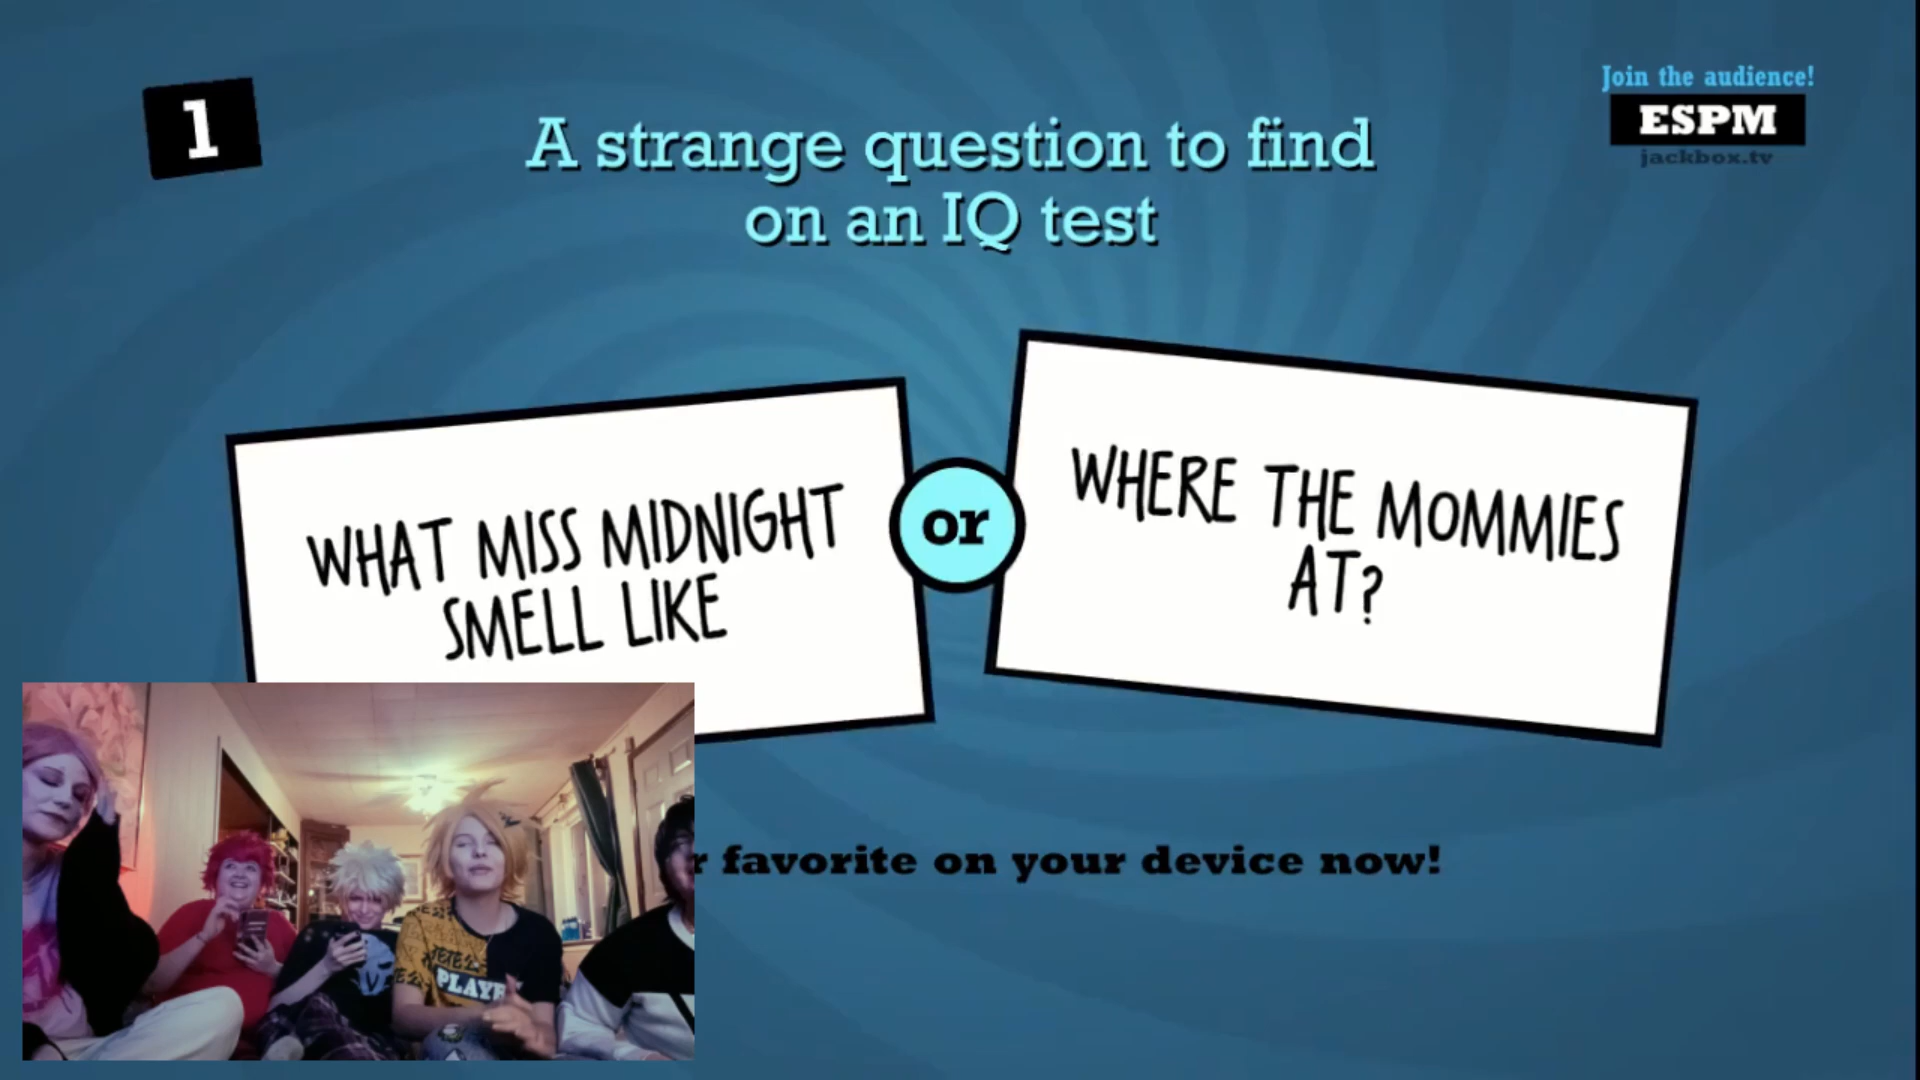 1
Join the audience!
ESPM
jackbox.tv
A strange question to find
on an IQ test
WHAT MISS MIDNIGHT
SMELL LIKE
or
WHERE THE MOMMIES
AT?
favorite on your device now!
PLAYE